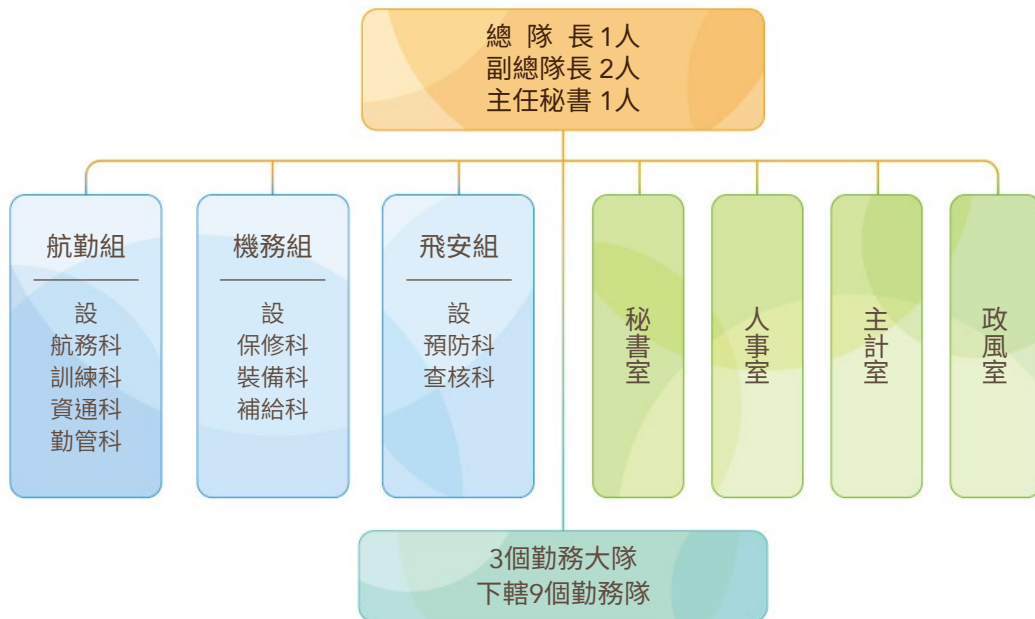 總 隊 長 1人
副總隊長 2人
主任秘書 1人
航勤組
設
航務科
訓練科
資通科
勤管科
機務組
設
保修科
裝備科
補給科
飛安組
設
預防科
查核科
秘書室
人事室
主計室
政風室
3個勤務大隊
下轄9個勤務隊